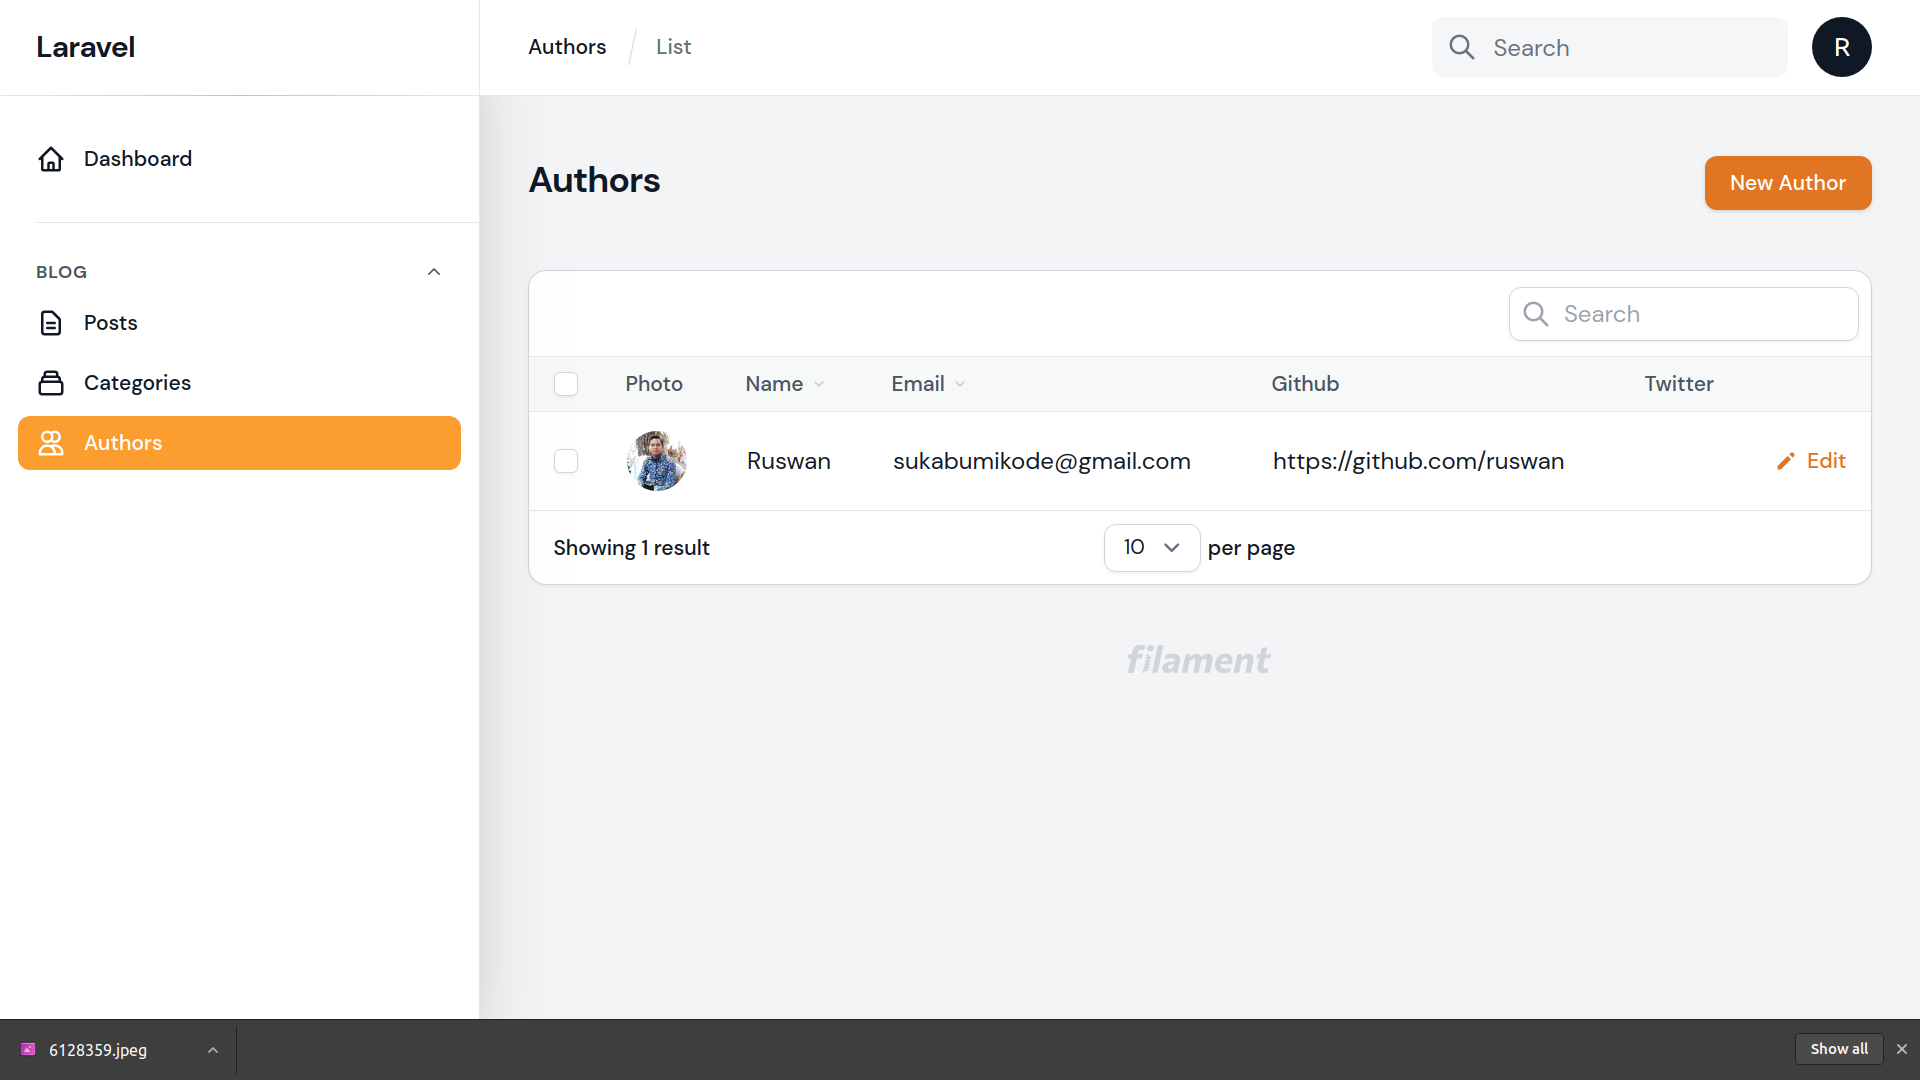 Laravel
Authors
List
Search
R
Dashboard
BLOG
Posts
Categories
Authors
Authors
New Author
Search
Photo Name Email Github Twitter
Ruswan sukabumikode@gmail.com https://github.com/ruswan Edit
Showing 1 result
10 per page
filament
6128359.jpeg
Show all